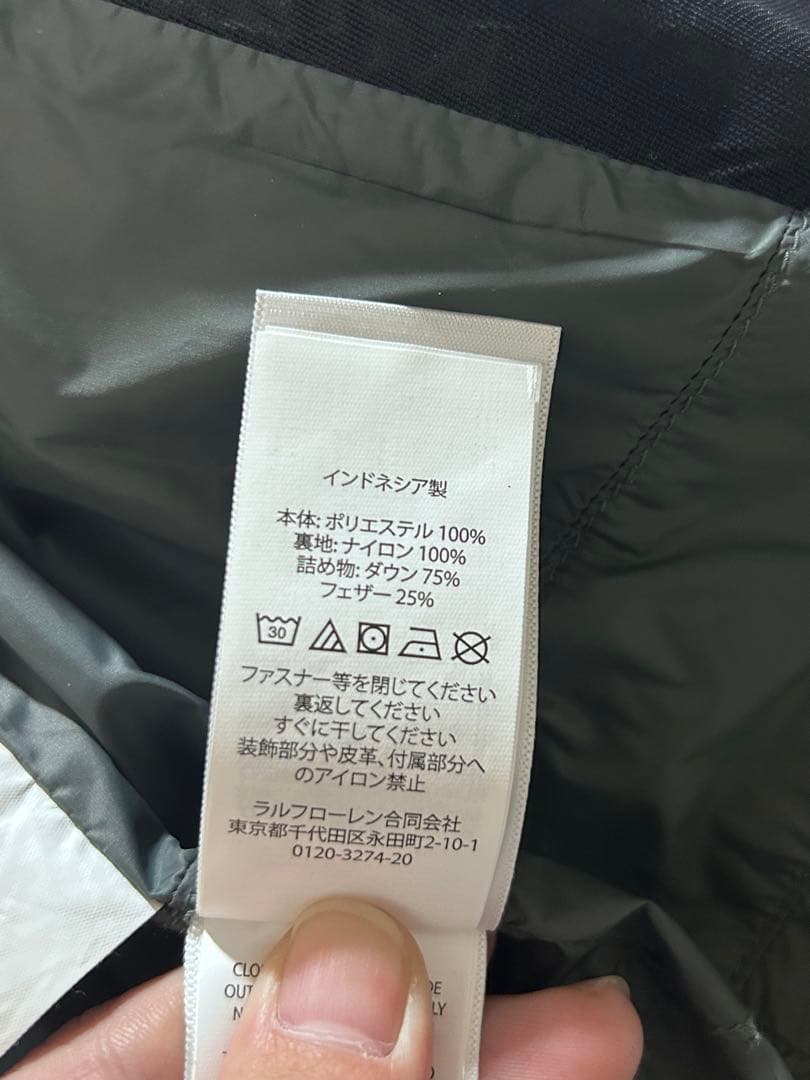 インドネシア製
本体: ポリエステル 100%
裏地: ナイロン 100%
詰め物: ダウン 75%
フェザー 25%
30
ファスナー等を閉じてください
裏返してください
すぐに干してください
装飾部分や皮革、付属部分へ
のアイロン禁止
ラルフローレン合同会社
東京都千代田区永田町2-10-1
0120-3274-20